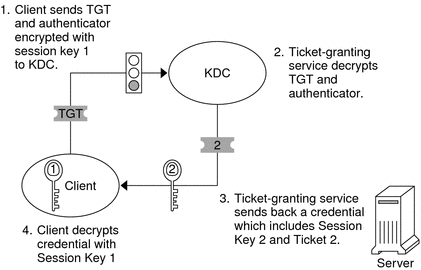 1. Client sends TGT
and authenticator
encrypted with
session key 1
to KDC.
KDC
2. Ticket-granting
service decrypts
TGT and
authenticator.
TGT
2
1
Client
2
3. Ticket-granting service
sends back a credential
which includes Session
Key 2 and Ticket 2.
4. Client decrypts
credential with
Session Key 1
Server